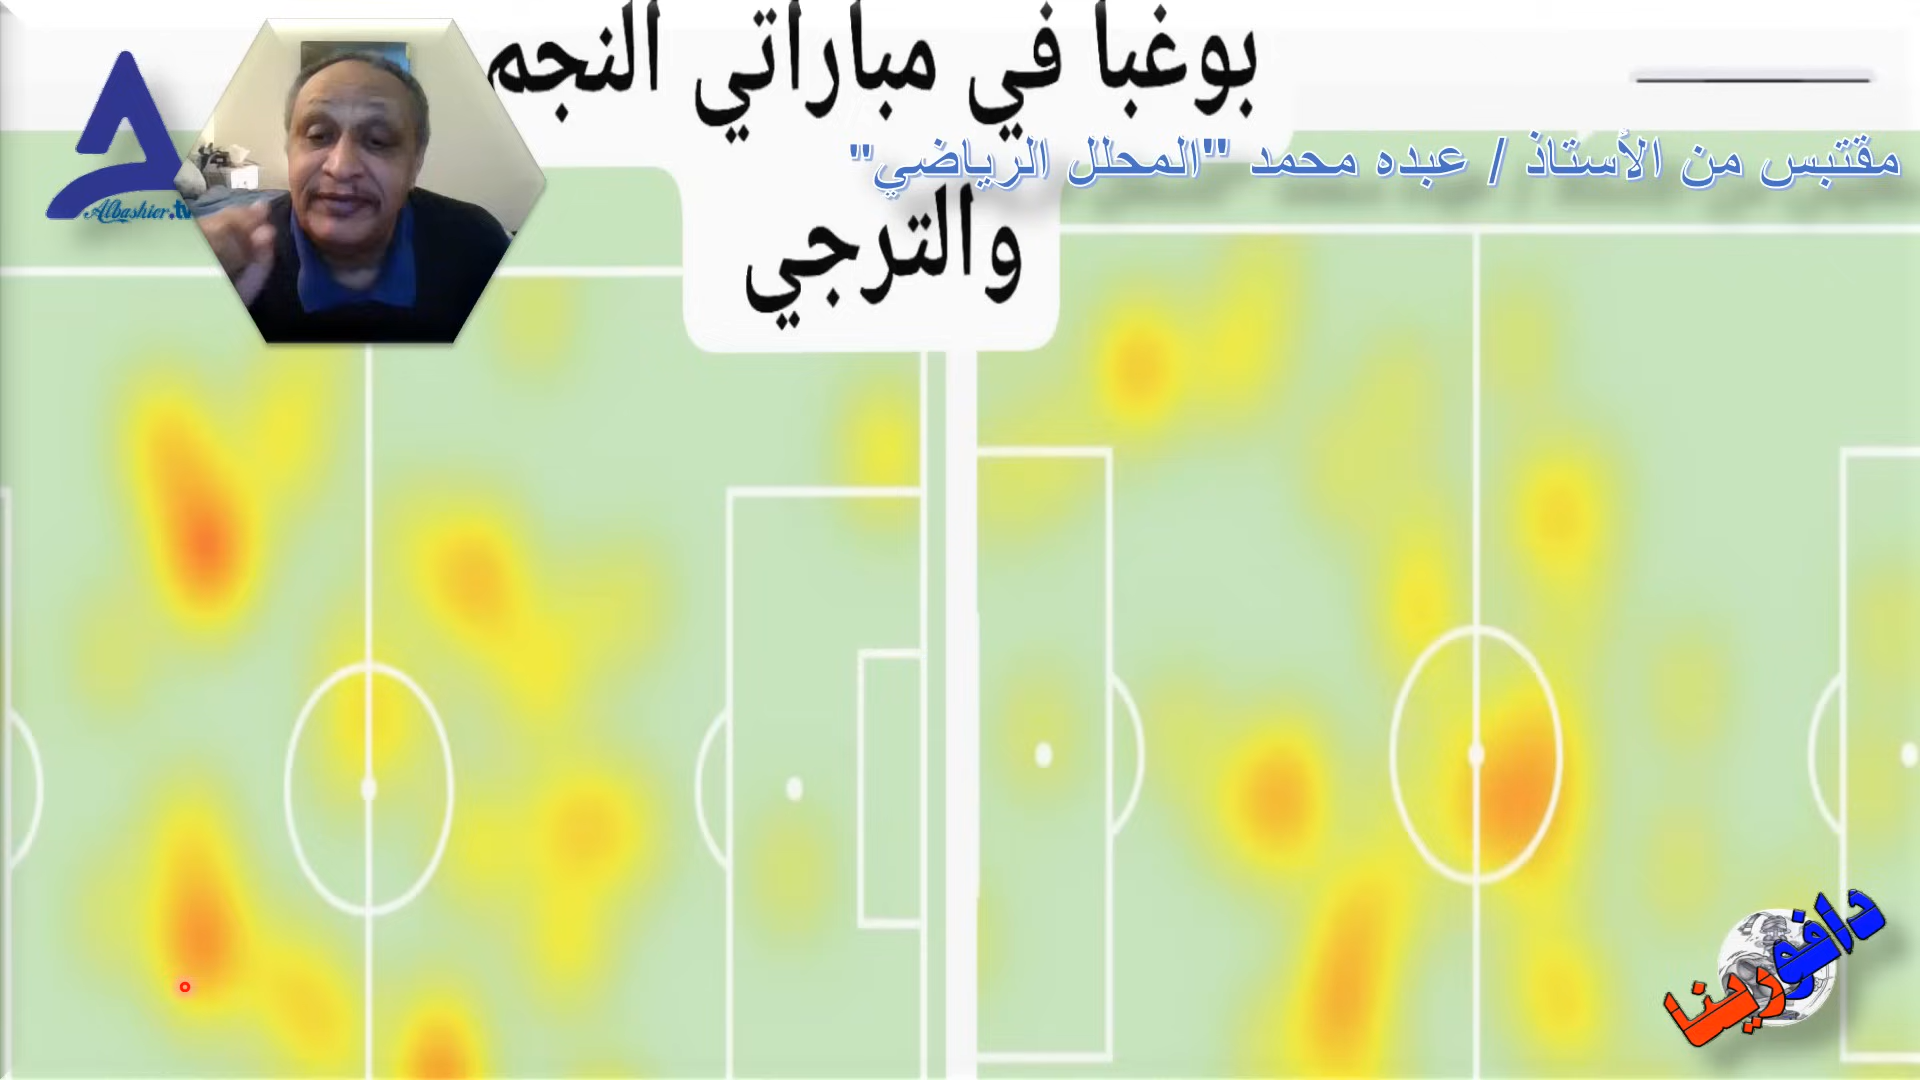 بوغبا في مباراتي النجم
والترجي
مقتبس من الأستاذ / عبده محمد "المحلل الرياضي"
Albashier.tv
دافورينا